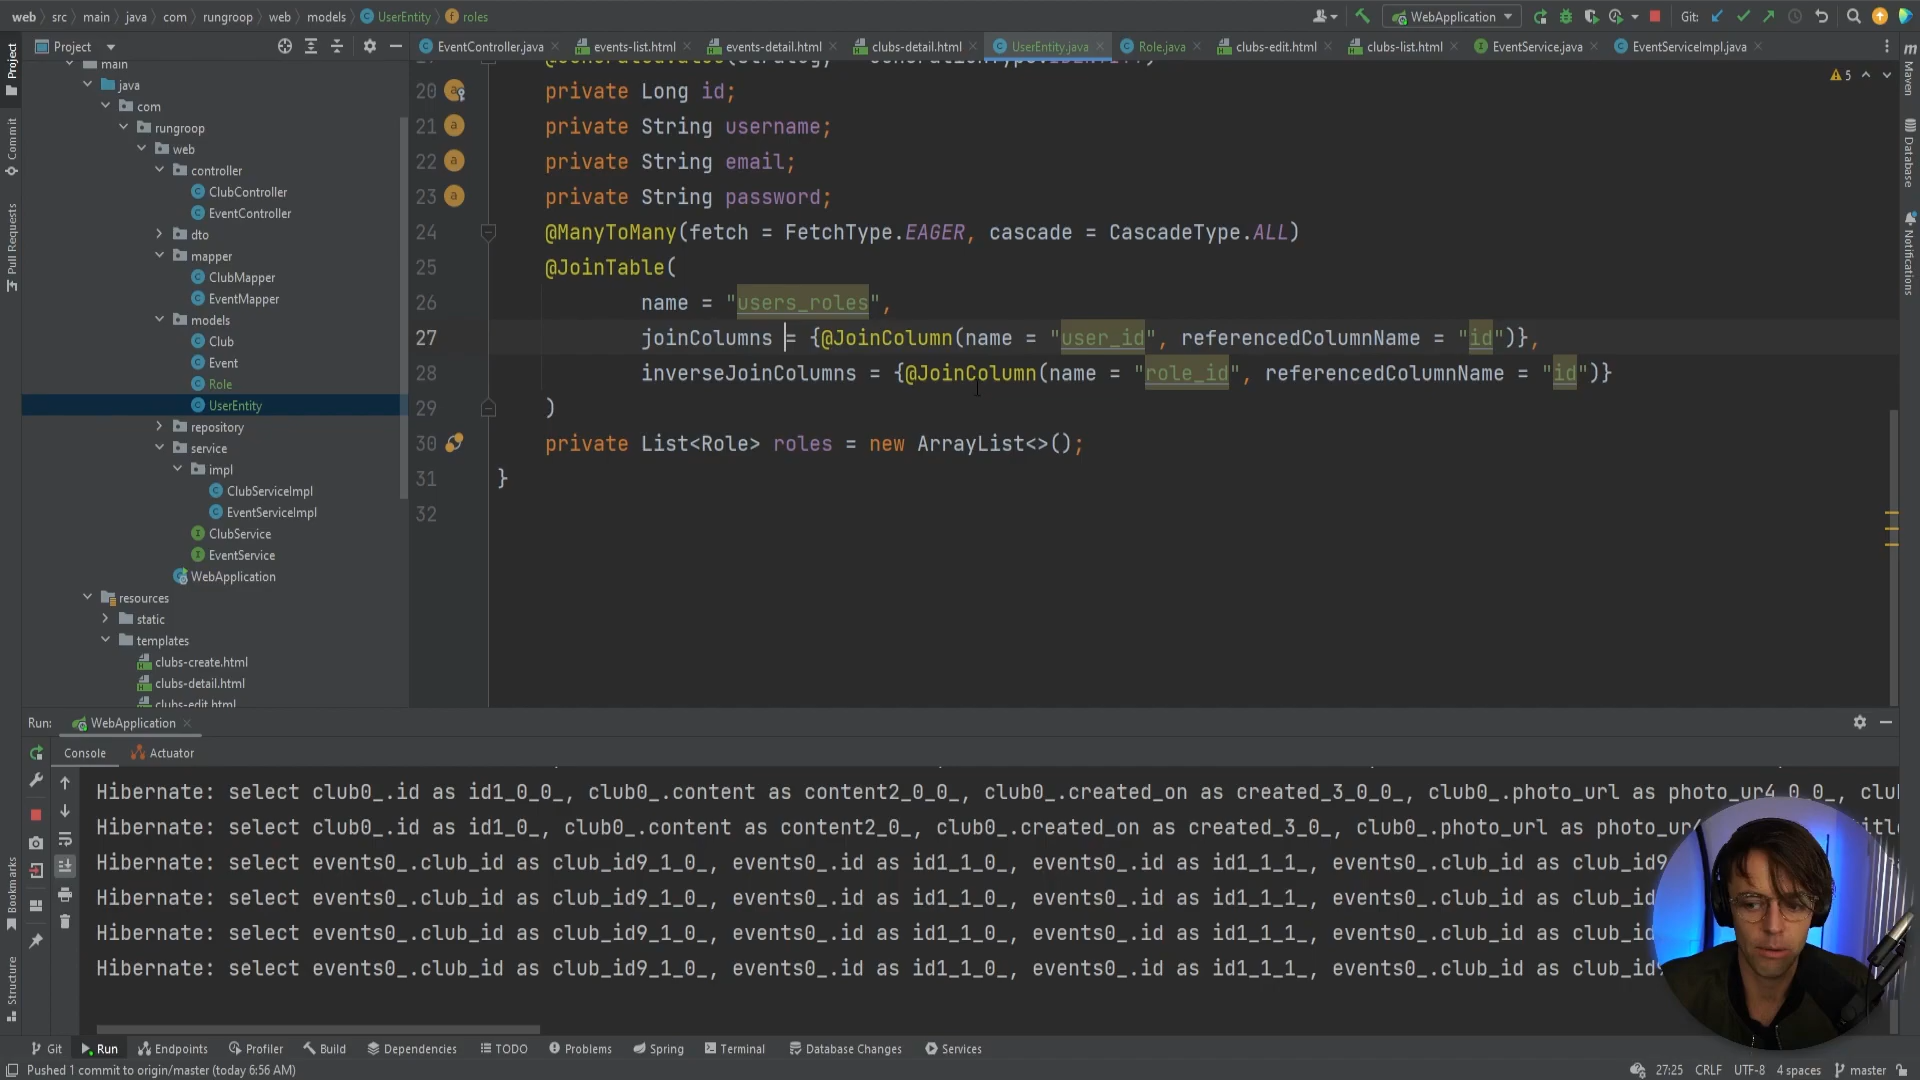 web src main java com rungroop web models UserEntity roles
WebApplication
Git:
Project
EventController.java
events-list.html
events-detail.html
clubs-detail.html
UserEntity.java
Role.java
clubs-edit.html
clubs-list.html
EventService.java
EventServiceImpl.java
main
java
com
rungroop
web
controller
ClubController
EventController
dto
mapper
ClubMapper
EventMapper
models
Club
Event
Role
UserEntity
repository
service
impl
ClubServiceImpl
EventServiceImpl
ClubService
EventService
WebApplication
resources
static
templates
clubs-create.html
clubs-detail.html
clubs-edit.html
5
20 private Long id;
21 private String username;
22 private String email;
23 private String password;
24 @ManyToMany(fetch = FetchType.EAGER, cascade = CascadeType.ALL)
25 @JoinTable(
26 name = "users_roles",
27 joinColumns = {@JoinColumn(name = "user_id", referencedColumnName = "id")},
28 inverseJoinColumns = {@JoinColumn(name = "role_id", referencedColumnName = "id")}
29 )
30 private List<Role> roles = new ArrayList<>();
31 }
32
Project
Commit
Pull Requests
Bookmarks
Structure
Maven
Database
Notifications
Run: WebApplication
Console Actuator
Hibernate: select club0_.id as id1_0_0_, club0_.content as content2_0_0_, club0_.created_on as created_3_0_0_, club0_.photo_url as photo_ur4_0_0_,
Hibernate: select club0_.id as id1_0_, club0_.content as content2_0_, club0_.created_on as created_3_0_, club0_.photo_url as
Hibernate: select events0_.club_id as club_id9_1_0_, events0_.id as id1_1_0_, events0_.id as id1_1_1_, events0_.club_id as
Hibernate: select events0_.club_id as club_id9_1_0_, events0_.id as id1_1_0_, events0_.id as id1_1_1_, events0_.club_id as
Hibernate: select events0_.club_id as club_id9_1_0_, events0_.id as id1_1_0_, events0_.id as id1_1_1_, events0_.club_id as
Hibernate: select events0_.club_id as club_id9_1_0_, events0_.id as id1_1_0_, events0_.id as id1_1_1_, events0_.club_id as
Git Run Endpoints Profiler Build Dependencies TODO Problems Spring Terminal Database Changes Services
Pushed 1 commit to origin/master (today 6:56 AM)
27:25 CRLF UTF-8 4 spaces master